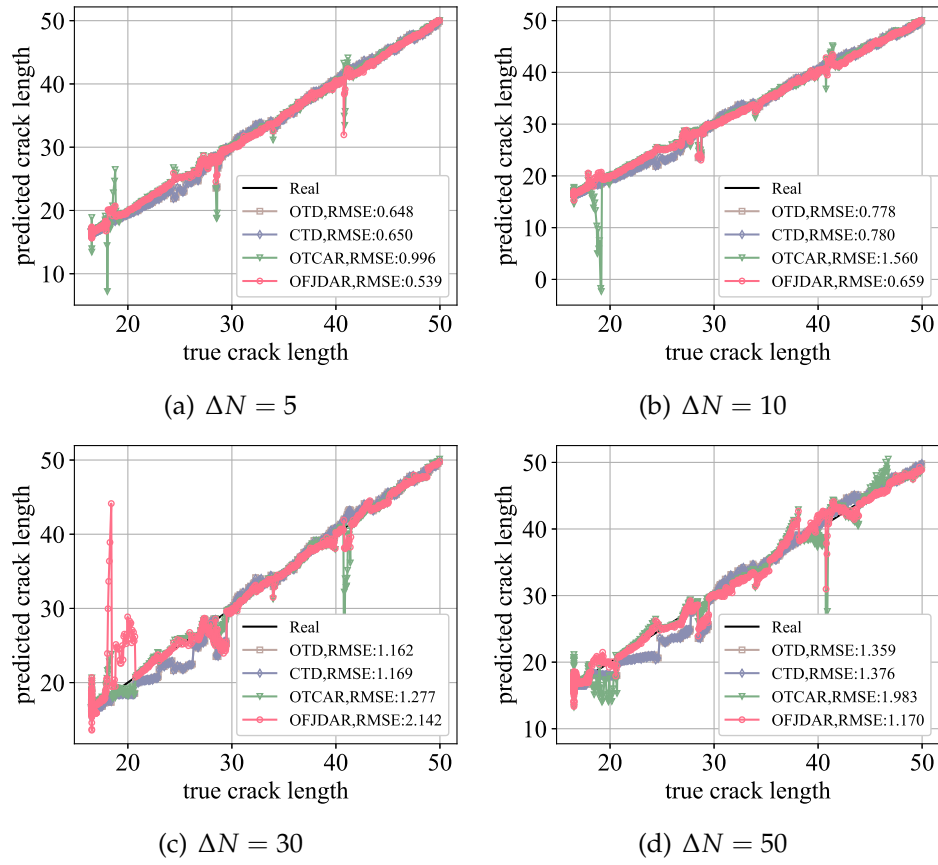 50
40
30
20
10
predicted crack length
Real
OTD,RMSE:0.648
CTD,RMSE:0.650
OTCAR,RMSE:0.996
OFJDAR,RMSE:0.539
20 30 40 50
true crack length
(a) ΔN = 5
50
40
30
20
10
0
predicted crack length
Real
OTD,RMSE:0.778
CTD,RMSE:0.780
OTCAR,RMSE:1.560
OFJDAR,RMSE:0.659
20 30 40 50
true crack length
(b) ΔN = 10
50
40
30
20
predicted crack length
Real
OTD,RMSE:1.162
CTD,RMSE:1.169
OTCAR,RMSE:1.277
OFJDAR,RMSE:2.142
20 30 40 50
true crack length
(c) ΔN = 30
50
40
30
20
10
predicted crack length
Real
OTD,RMSE:1.359
CTD,RMSE:1.376
OTCAR,RMSE:1.983
OFJDAR,RMSE:1.170
20 30 40 50
true crack length
(d) ΔN = 50